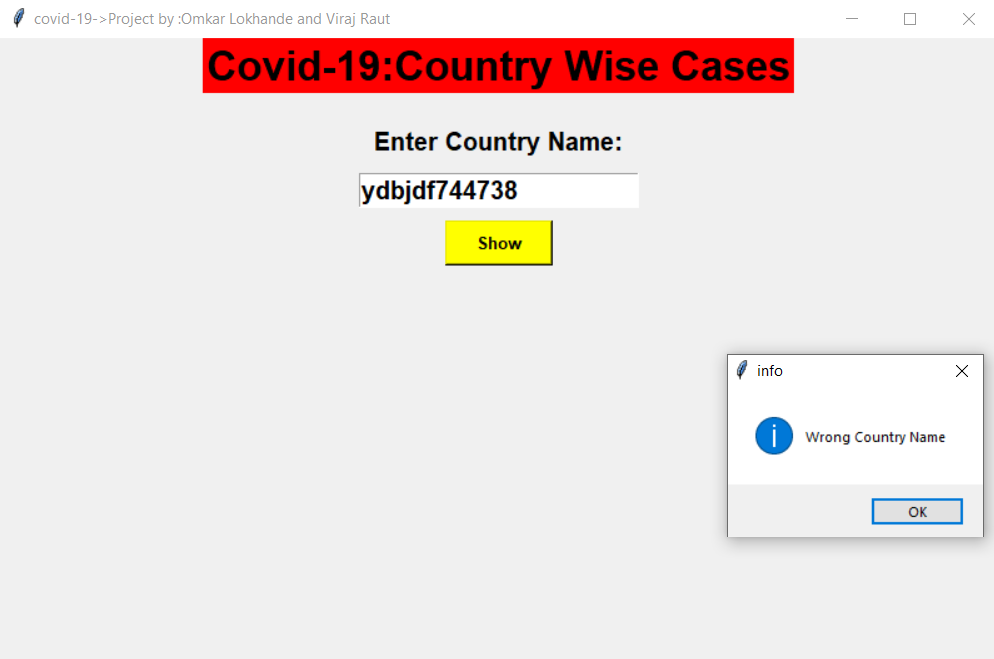 covid-19->Project by :Omkar Lokhande and Viraj Raut
Covid-19:Country Wise Cases
Enter Country Name:
ydbjdf744738
Show
info
Wrong Country Name
OK